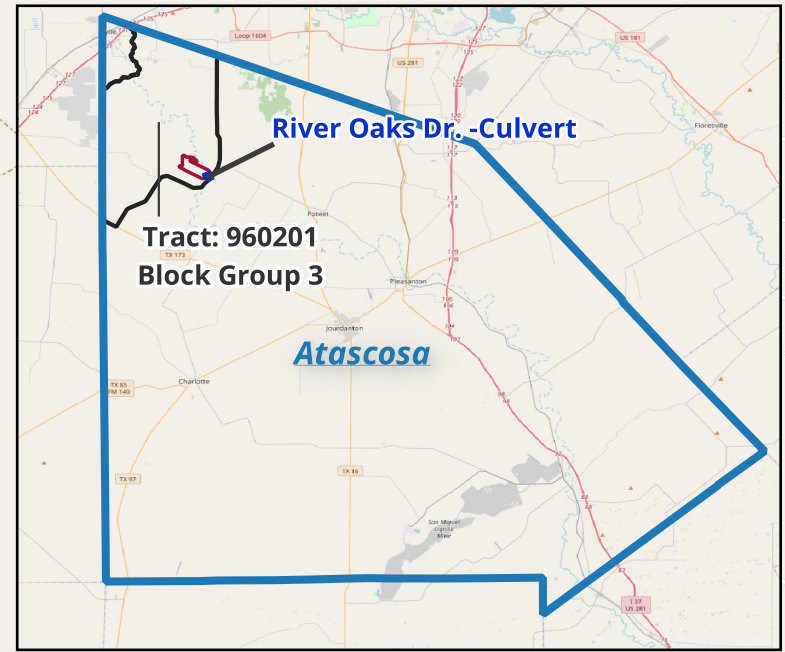 Loop 1604
US 181
US 281
River Oaks Dr. -Culvert
Floresville
Poteet
Tract: 960201
Block Group 3
TX 173
Pleasanton
Jourdanton
Atascosa
Charlotte
TX 85
FM 140
TX 16
TX 97
San Miguel
Lignite
Mine
I 37
US 281